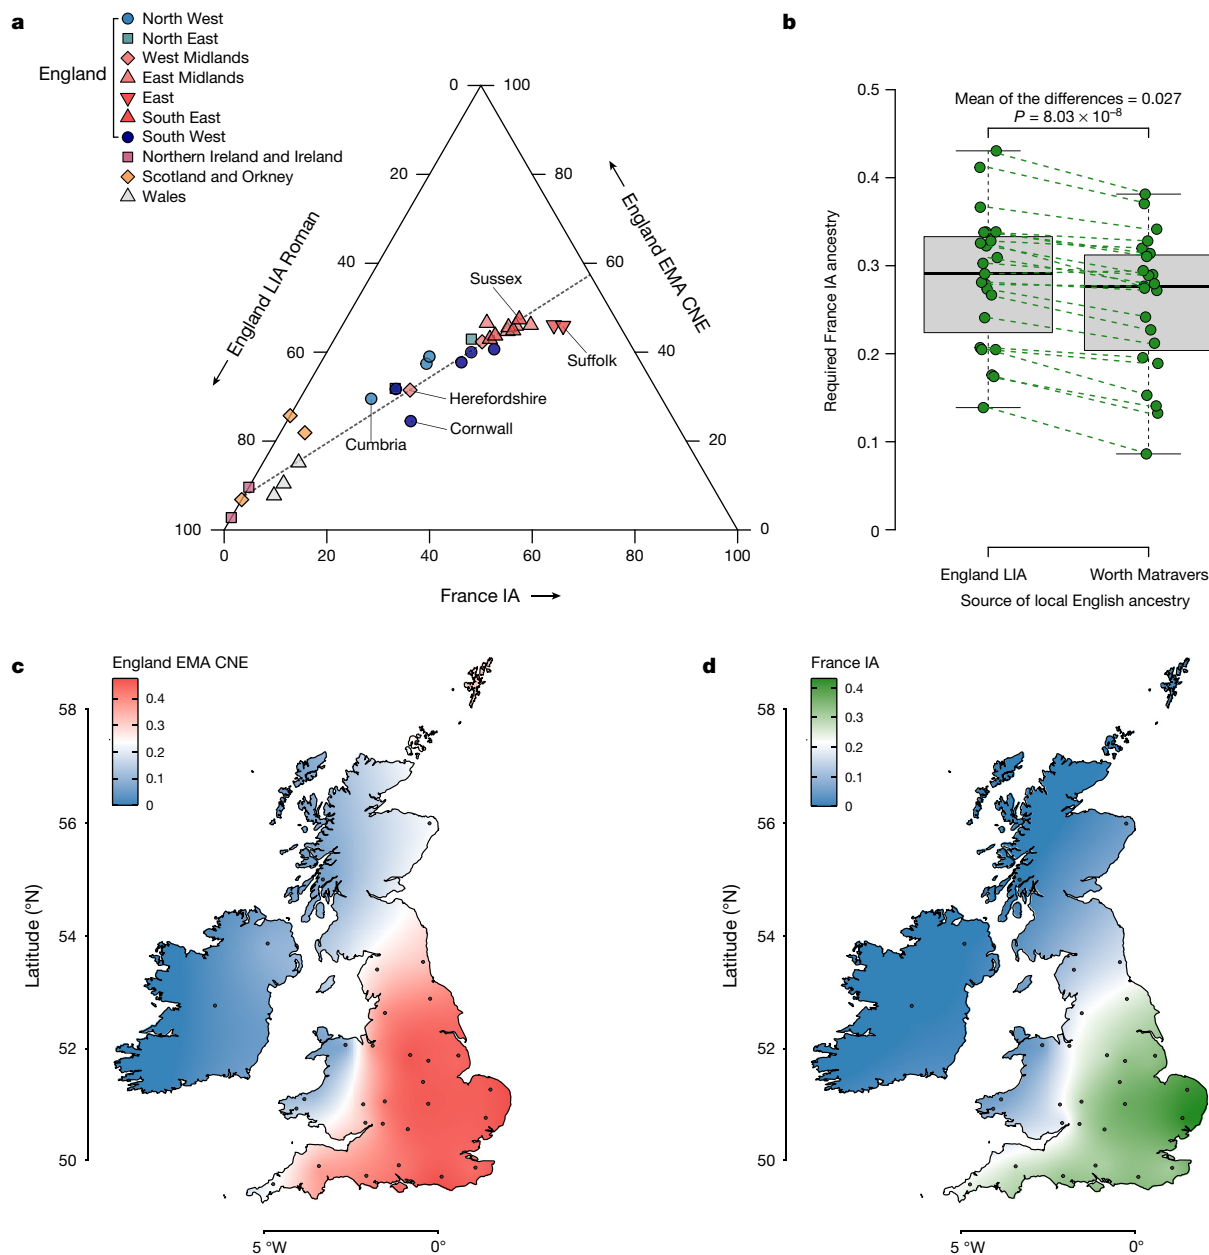 a
England
North West
North East
West Midlands
East Midlands
East
South East
South West
Northern Ireland and Ireland
Scotland and Orkney
Wales
0 100
20 80
40 60
60 40
80 20
100 0
0 20 40 60 80 100
England LIA Roman
England EMA CNE
France IA
Sussex
Suffolk
Herefordshire
Cornwall
Cumbria
b
Mean of the differences = 0.027
P = 8.03 × 10⁻⁸
Required France IA ancestry
0.5
0.4
0.3
0.2
0.1
0
England LIA Worth Matravers
Source of local English ancestry
c
England EMA CNE
0.4
0.3
0.2
0.1
0
Latitude (°N)
58
56
54
52
50
5 °W 0°
d
France IA
0.4
0.3
0.2
0.1
0
Latitude (°N)
58
56
54
52
50
5 °W 0°